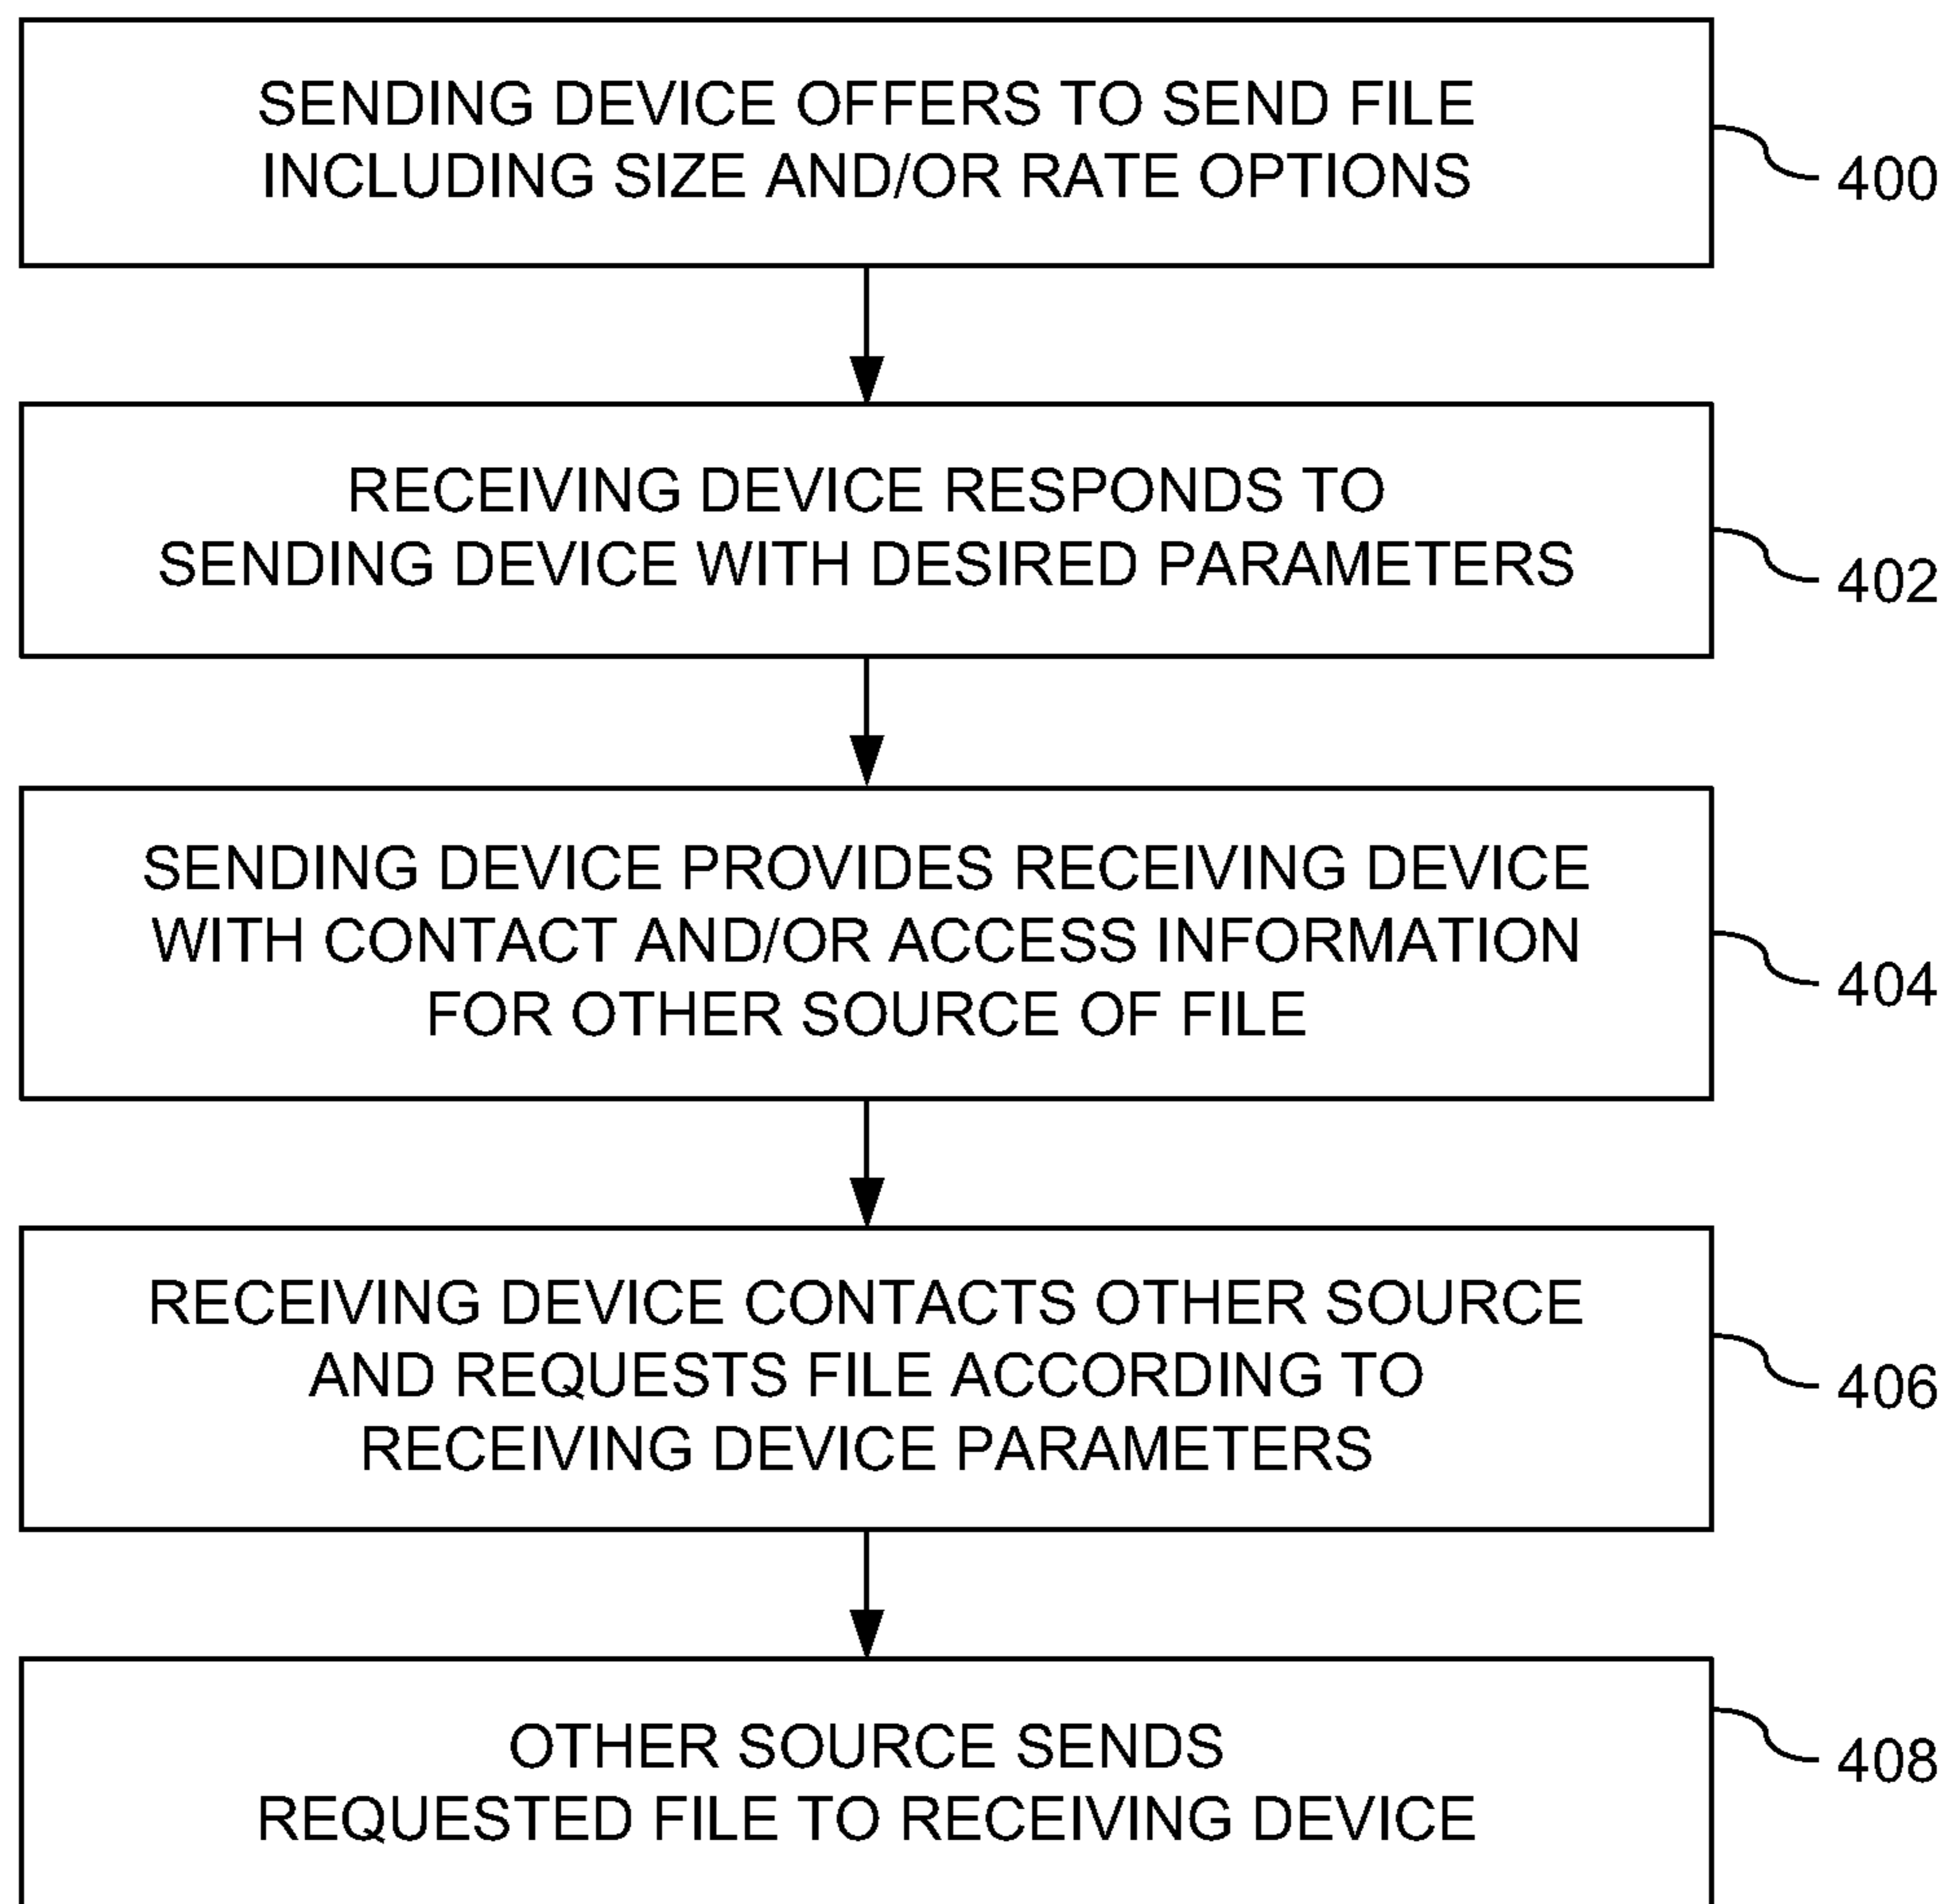 SENDING DEVICE OFFERS TO SEND FILE
INCLUDING SIZE AND/OR RATE OPTIONS
400
RECEIVING DEVICE RESPONDS TO
SENDING DEVICE WITH DESIRED PARAMETERS
402
SENDING DEVICE PROVIDES RECEIVING DEVICE
WITH CONTACT AND/OR ACCESS INFORMATION
FOR OTHER SOURCE OF FILE
404
RECEIVING DEVICE CONTACTS OTHER SOURCE
AND REQUESTS FILE ACCORDING TO
RECEIVING DEVICE PARAMETERS
406
OTHER SOURCE SENDS
REQUESTED FILE TO RECEIVING DEVICE
408